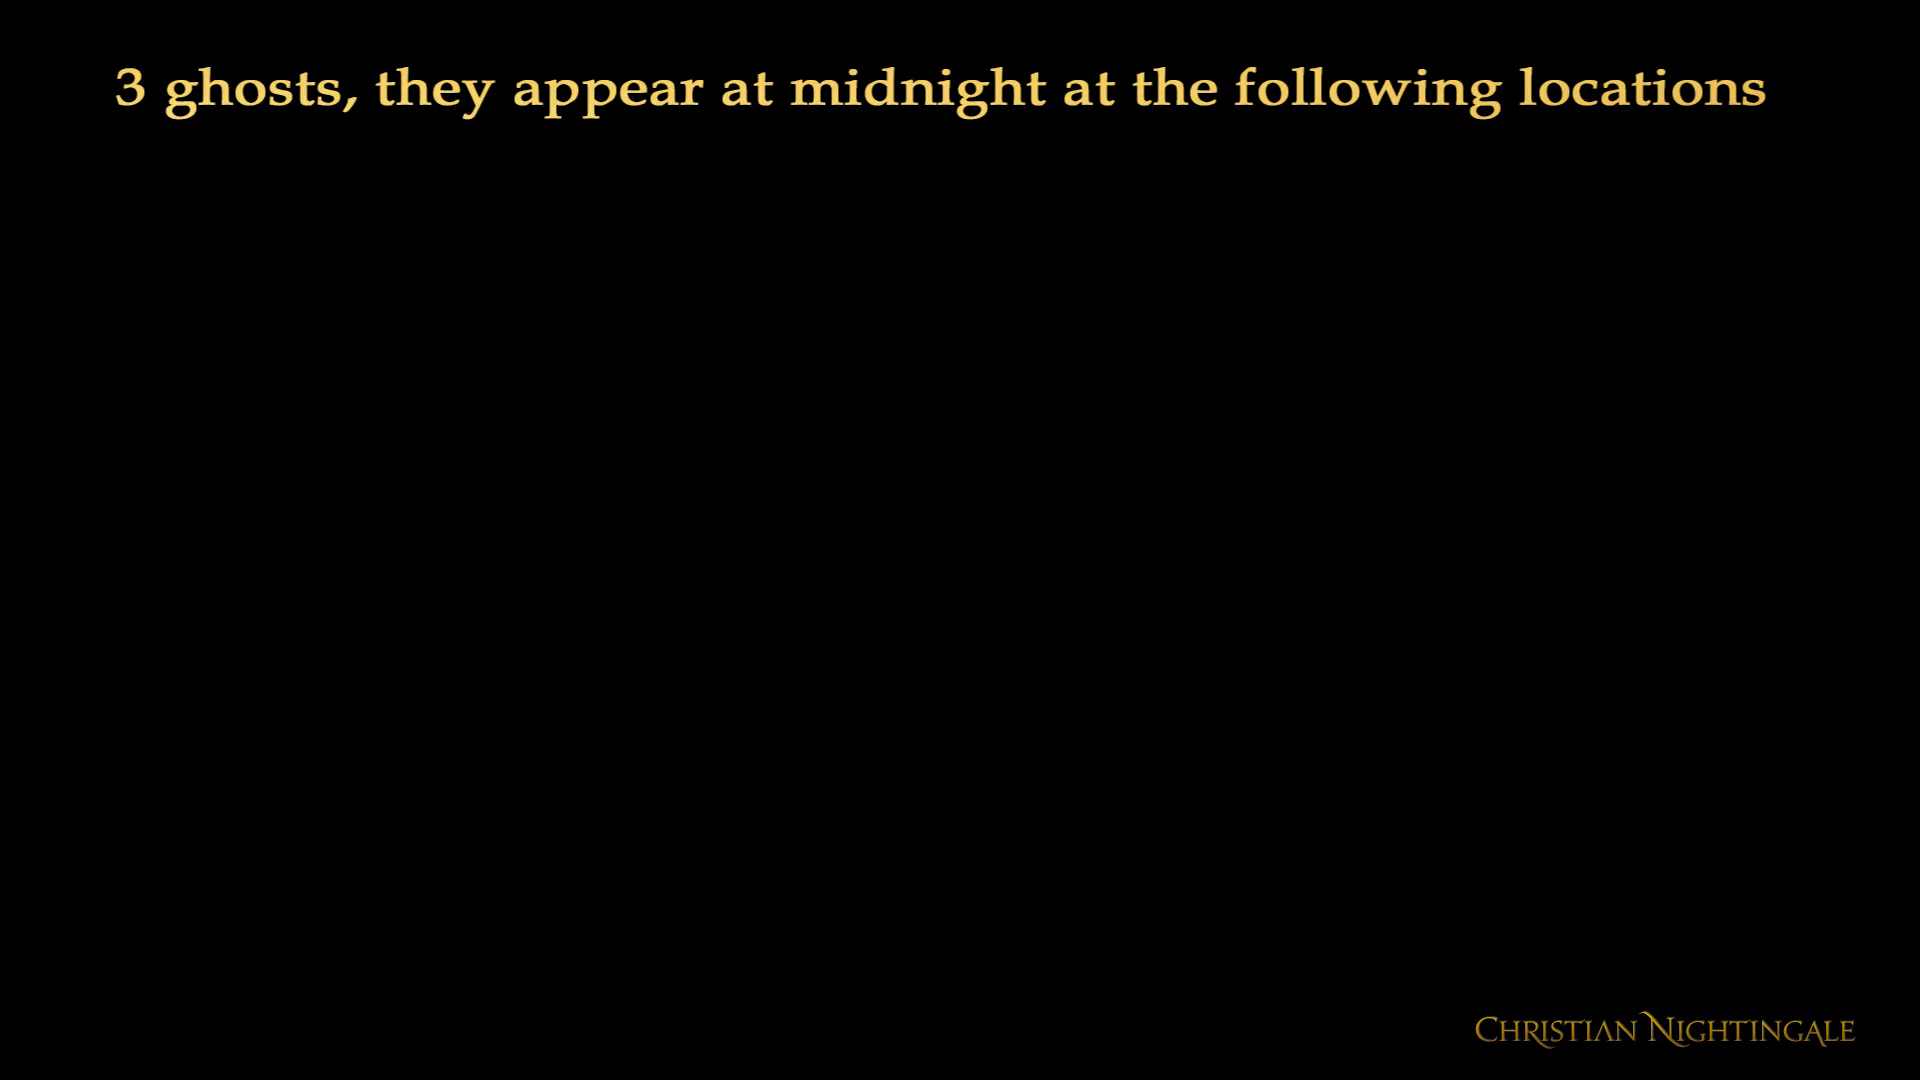 3 ghosts, they appear at midnight at the following locations
CHRISTIAN NIGHTINGALE